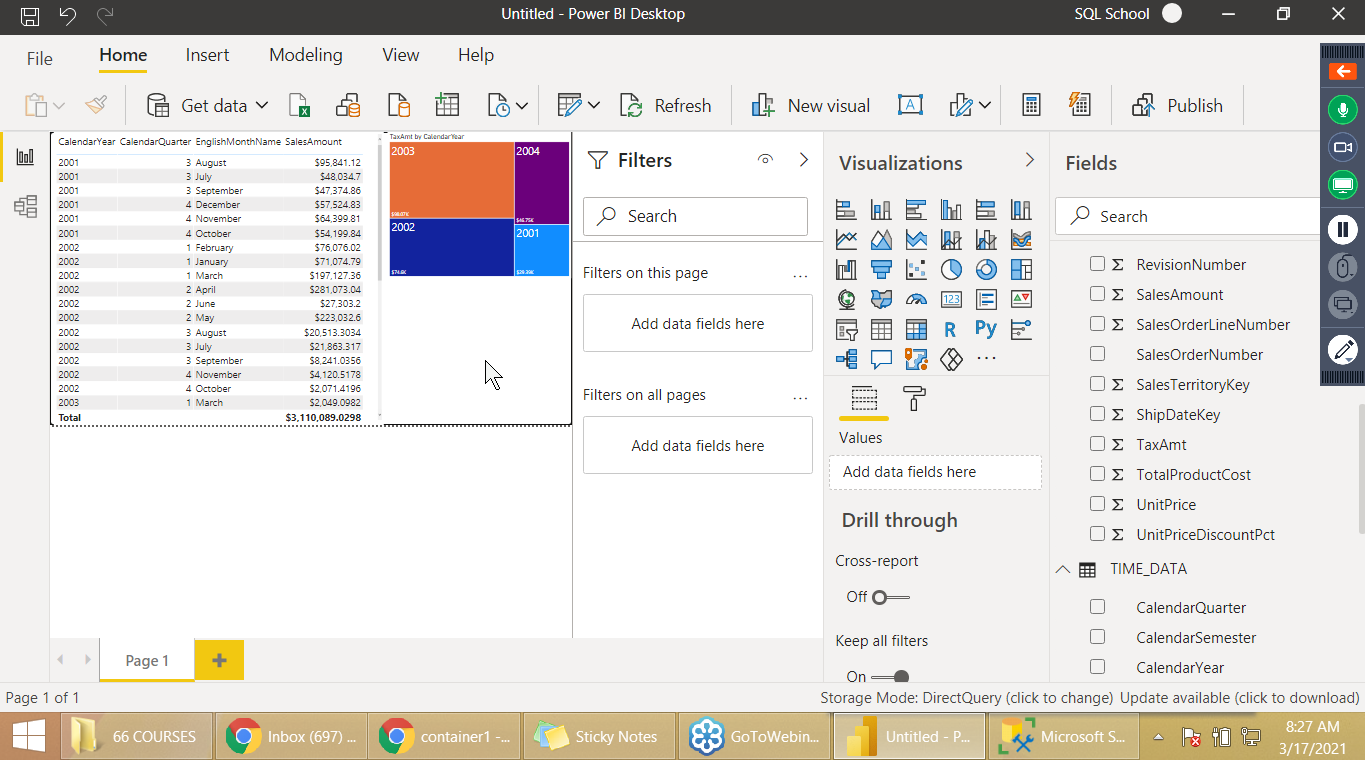 Untitled - Power BI Desktop
SQL School
File
Home
Insert
Modeling
View
Help
Get data
Refresh
New visual
A
Publish
CalendarYear CalendarQuarter EnglishMonthName SalesAmount
2001 3 August $95,841.12
2001 3 July $48,034.7
2001 3 September $47,374.86
2001 4 December $57,524.83
2001 4 November $64,399.81
2001 4 October $54,199.84
2002 1 February $76,076.02
2002 1 January $71,074.79
2002 1 March $197,127.36
2002 2 April $281,073.04
2002 2 June $27,303.2
2002 2 May $223,032.6
2002 3 August $20,513.3034
2002 3 July $21,863.317
2002 3 September $8,241.0356
2002 4 November $4,120.5178
2002 4 October $2,071.4196
2003 1 March $2,049.0982
Total $3,110,089.0298
TaxAmt by CalendarYear
2003
2004
$46.75K
2002
$74.6K
2001
Filters
Search
Filters on this page
...
Add data fields here
Filters on all pages
...
Add data fields here
Visualizations
123
R
Py
...
Values
Add data fields here
Drill through
Cross-report
Off
Keep all filters
On
Fields
Search
RevisionNumber
SalesAmount
SalesOrderLineNumber
SalesOrderNumber
SalesTerritoryKey
ShipDateKey
TaxAmt
TotalProductCost
UnitPrice
UnitPriceDiscountPct
TIME_DATA
CalendarQuarter
CalendarSemester
CalendarYear
Page 1
Page 1 of 1
Storage Mode: DirectQuery (click to change)
Update available (click to download)
66 COURSES
Inbox (697) ...
container1 -...
Sticky Notes
GoToWebin...
Untitled - P...
Microsoft S...
8:27 AM
3/17/2021